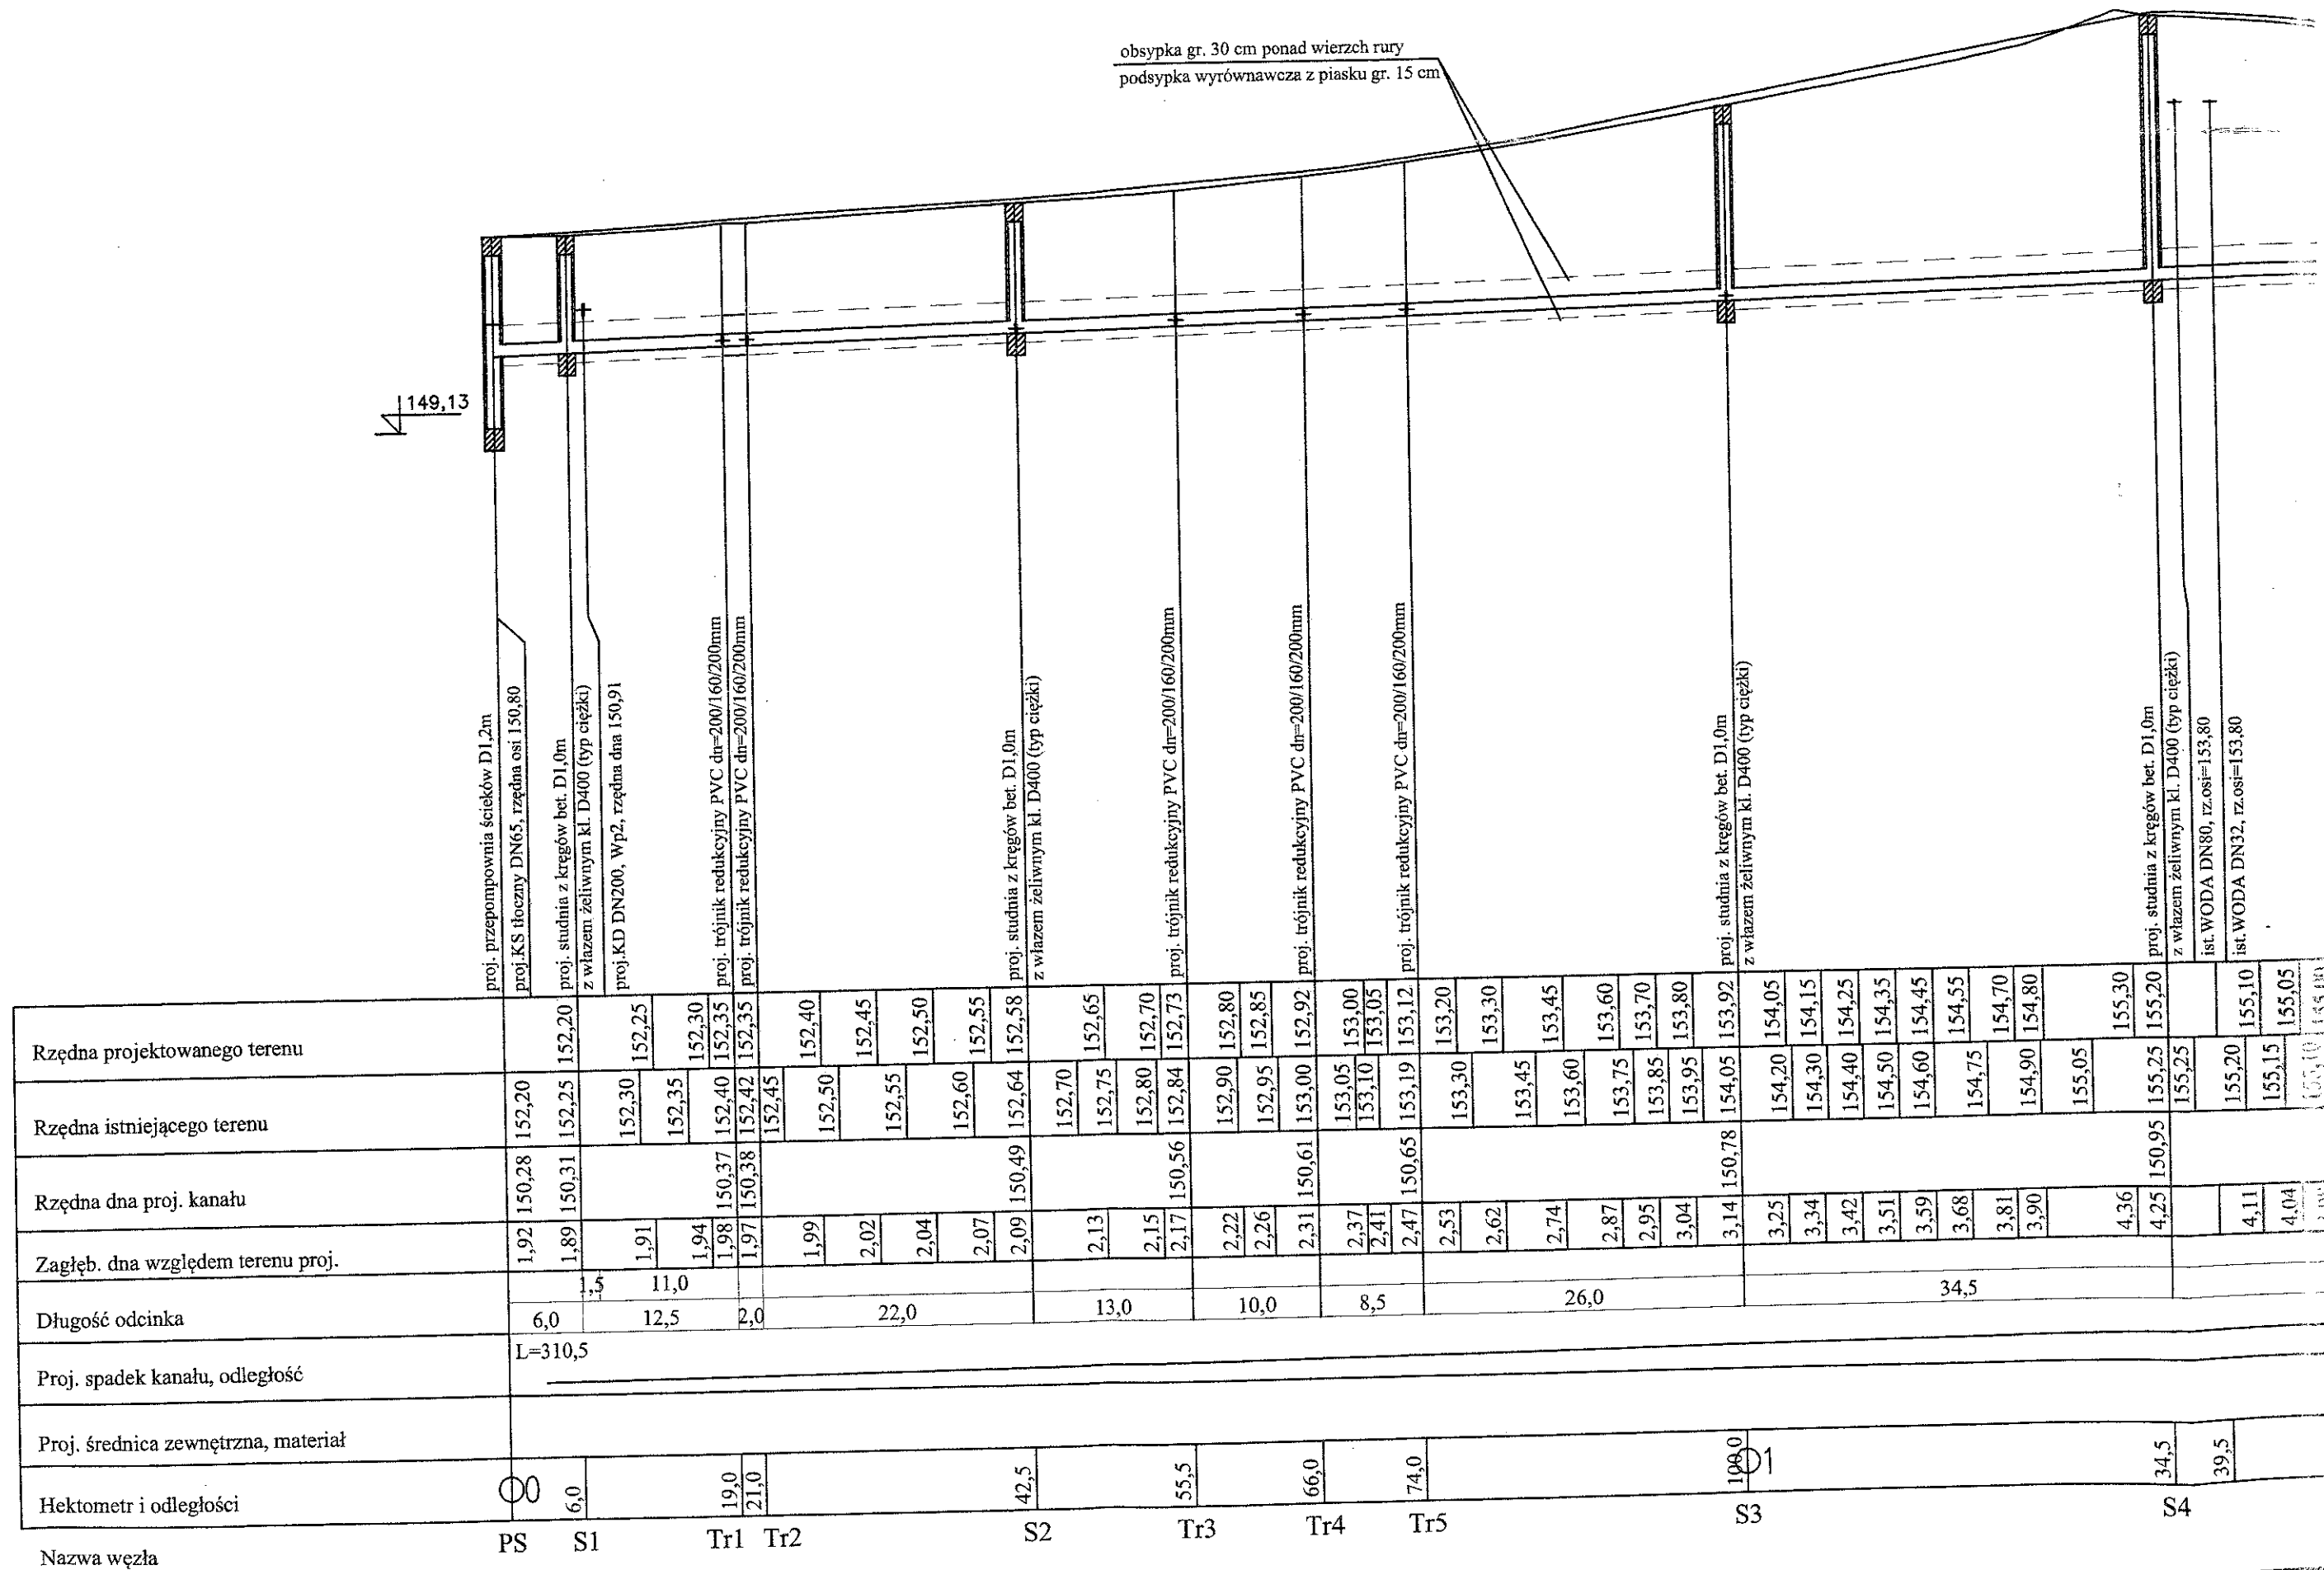 obsypka gr. 30 cm ponad wierzch rury
podsypka wyrównawcza z piasku gr. 15 cm
149,13
proj. przepompownia ścieków D1,2m
proj.KS tłoczny DN65, rzędna osi 150,80
proj. studnia z kręgów bet. D1,0m
z włazem żeliwnym kl. D400 (typ ciężki)
proj.KD DN200, Wp2, rzędna dna 150,91
proj. trójnik redukcyjny PVC dn=200/160/200mm
proj. trójnik redukcyjny PVC dn=200/160/200mm
proj. studnia z kręgów bet. D1,0m
z włazem żeliwnym kl. D400 (typ ciężki)
proj. trójnik redukcyjny PVC dn=200/160/200mm
proj. trójnik redukcyjny PVC dn=200/160/200mm
proj. trójnik redukcyjny PVC dn=200/160/200mm
proj. studnia z kręgów bet. D1,0m
z włazem żeliwnym kl. D400 (typ ciężki)
proj. studnia z kręgów bet. D1,0m
z włazem żeliwnym kl. D400 (typ ciężki)
ist.WODA DN80, rz.osi=153,80
ist.WODA DN32, rz.osi=153,80
Rzędna projektowanego terenu 152,20 152,25 152,30 152,35 152,35 152,40 152,45 152,50 152,55 152,58 152,65 152,70 152,73 152,80 152,85 152,92 153,00 153,05 153,12 153,20 153,30 153,45 153,60 153,70 153,80 153,92 154,05 154,15 154,25 154,35 154,45 154,55 154,70 154,80 155,30 155,20 155,10 155,05
Rzędna istniejącego terenu 152,20 152,25 152,30 152,35 152,40 152,42 152,45 152,50 152,55 152,60 152,64 152,70 152,75 152,80 152,84 152,90 152,95 153,00 153,05 153,10 153,19 153,30 153,45 153,60 153,75 153,85 153,95 154,05 154,20 154,30 154,40 154,50 154,60 154,75 154,90 155,05 155,25 155,25 155,20 155,15
Rzędna dna proj. kanału 150,28 150,31 150,37 150,38 150,49 150,56 150,61 150,65 150,78 150,95
Zagłęb. dna względem terenu proj. 1,92 1,89 1,91 1,94 1,98 1,97 1,99 2,02 2,04 2,07 2,09 2,13 2,15 2,17 2,22 2,26 2,31 2,37 2,41 2,47 2,53 2,62 2,74 2,87 2,95 3,04 3,14 3,25 3,34 3,42 3,51 3,59 3,68 3,81 3,90 4,36 4,25 4,11 4,04
1,5 11,0
Długość odcinka 6,0 12,5 2,0 22,0 13,0 10,0 8,5 26,0 34,5
L=310,5
Proj. spadek kanału, odległość
Proj. średnica zewnętrzna, materiał
Hektometr i odległości 0 6,0 19,0 21,0 42,5 55,5 66,0 74,0 100,0 1 34,5 39,5
Nazwa węzła PS S1 Tr1 Tr2 S2 Tr3 Tr4 Tr5 S3 S4